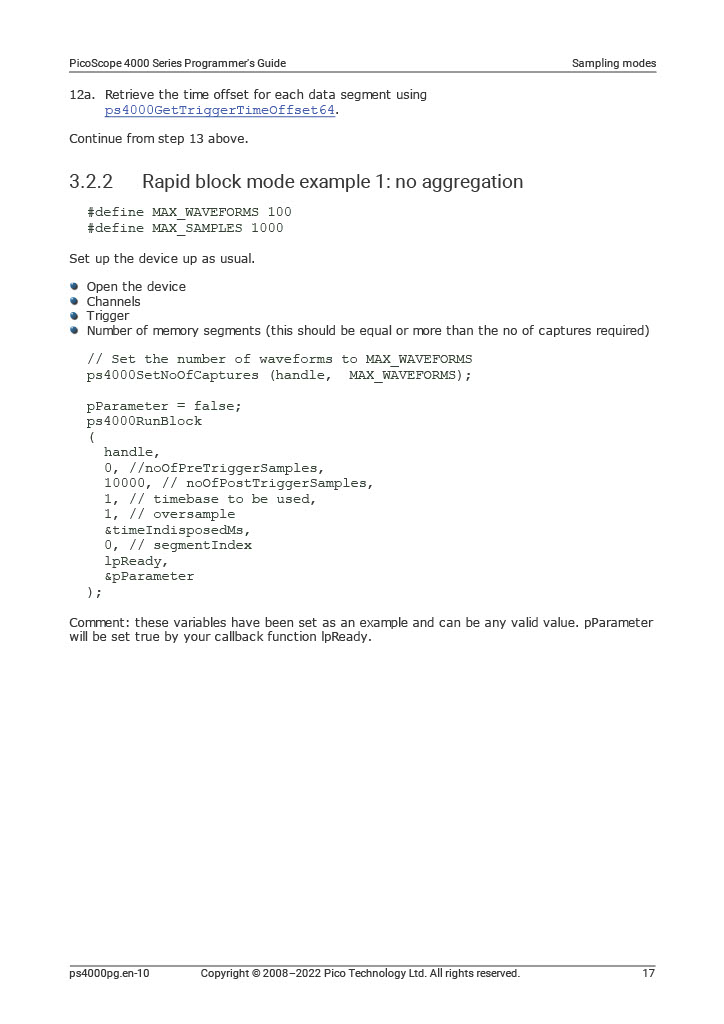 PicoScope 4000 Series Programmer's Guide Sampling modes
12a. Retrieve the time offset for each data segment using
ps4000GetTriggerTimeOffset64.
Continue from step 13 above.
3.2.2 Rapid block mode example 1: no aggregation
#define MAX_WAVEFORMS 100
#define MAX_SAMPLES 1000
Set up the device up as usual.
Open the device
Channels
Trigger
Number of memory segments (this should be equal or more than the no of captures required)
// Set the number of waveforms to MAX_WAVEFORMS
ps4000SetNoOfCaptures (handle, MAX_WAVEFORMS);
pParameter = false;
ps4000RunBlock
(
handle,
0, //noOfPreTriggerSamples,
10000, // noOfPostTriggerSamples,
1, // timebase to be used,
1, // oversample
&timeIndisposedMs,
0, // segmentIndex
lpReady,
&pParameter
);
Comment: these variables have been set as an example and can be any valid value. pParameter
will be set true by your callback function lpReady.
ps4000pg.en-10 Copyright © 2008–2022 Pico Technology Ltd. All rights reserved. 17